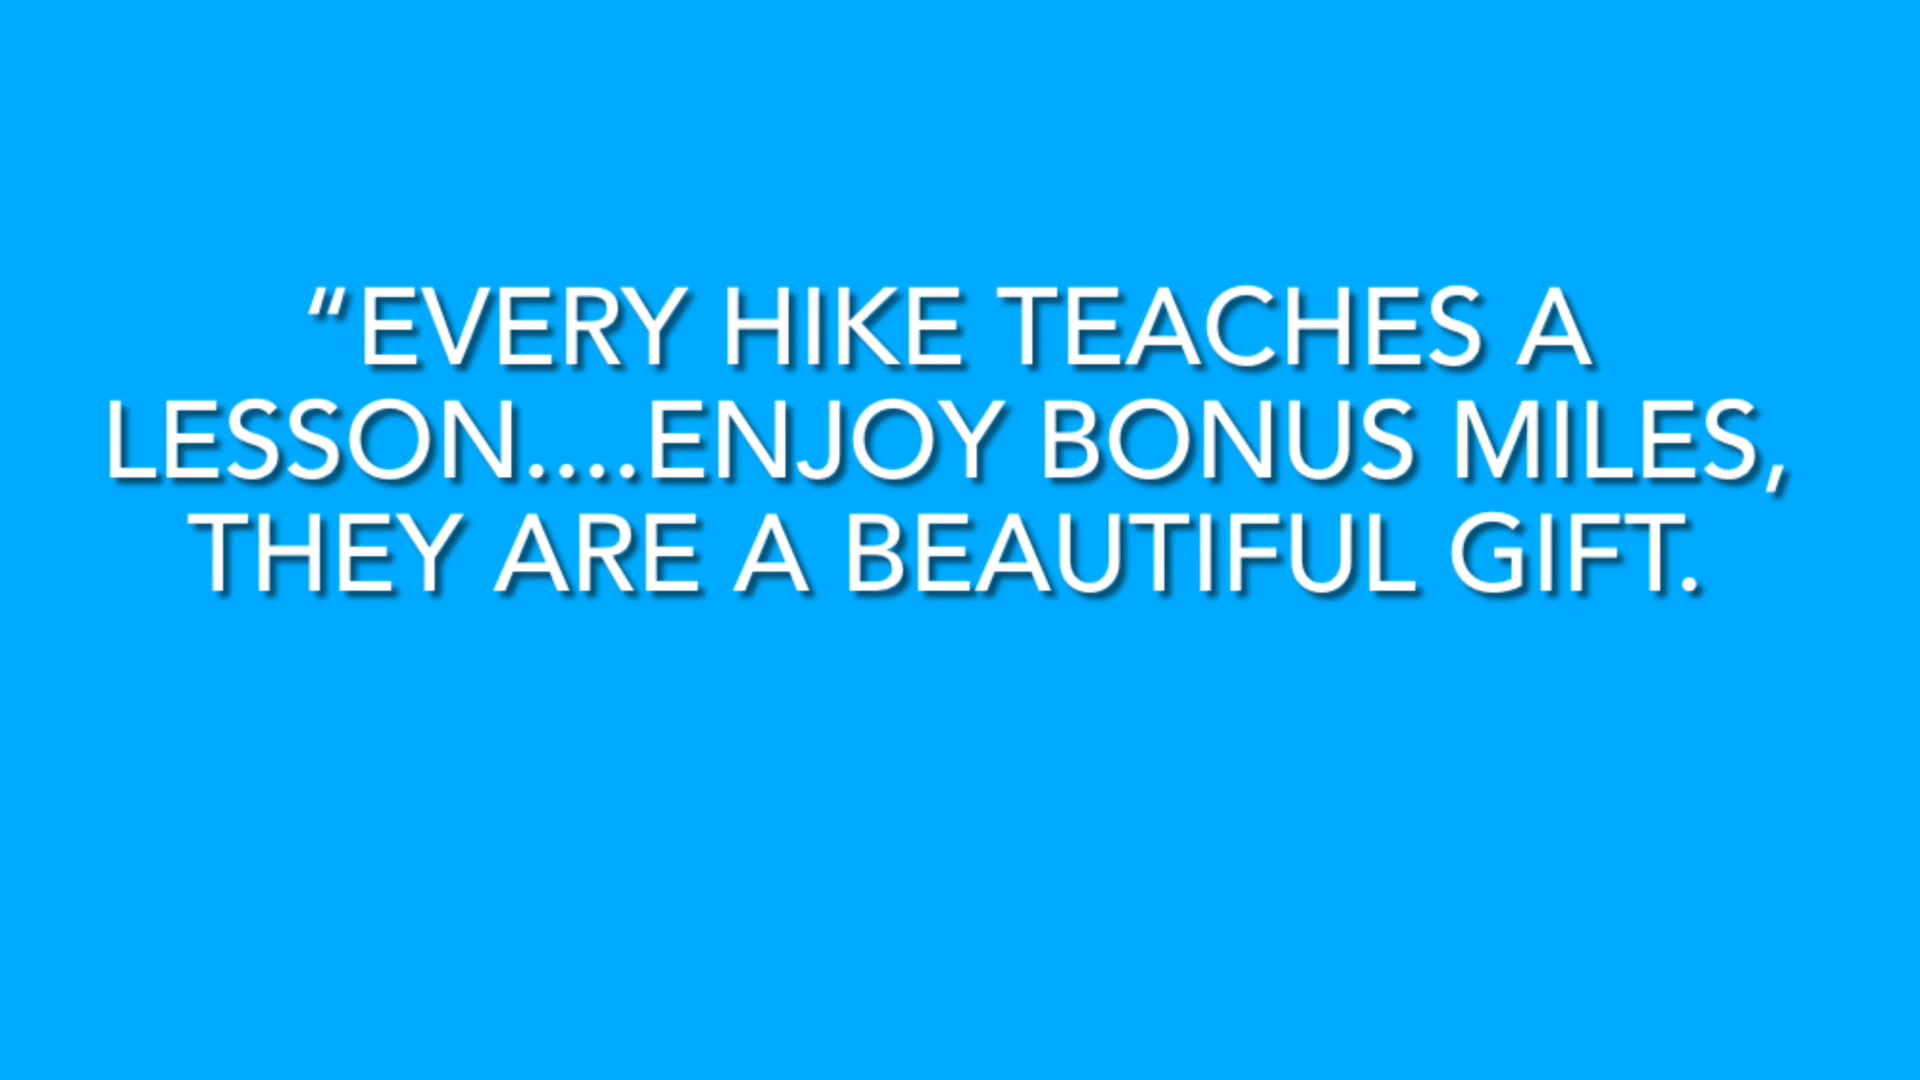 “EVERY HIKE TEACHES A
LESSON....ENJOY BONUS MILES,
THEY ARE A BEAUTIFUL GIFT.